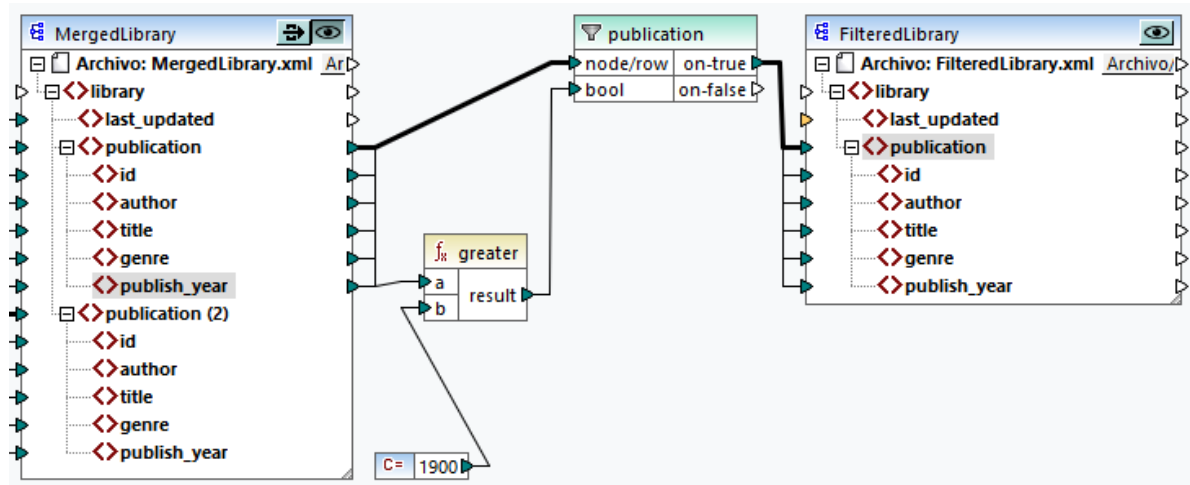 MergedLibrary
Archivo: MergedLibrary.xml Ar
library
last_updated
publication
id
author
title
genre
publish_year
publication (2)
id
author
title
genre
publish_year
fx greater
a
b
result
C= 1900
publication
node/row on-true
bool on-false
FilteredLibrary
Archivo: FilteredLibrary.xml Archivo/
library
last_updated
publication
id
author
title
genre
publish_year